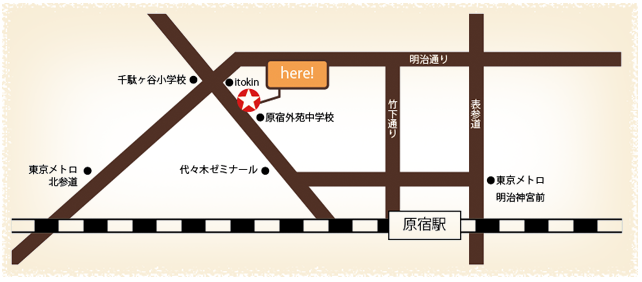 明治通り
here!
千駄ヶ谷小学校
itokin
竹下通り
表参道
原宿外苑中学校
東京メトロ
北参道
代々木ゼミナール
東京メトロ
明治神宮前
原宿駅